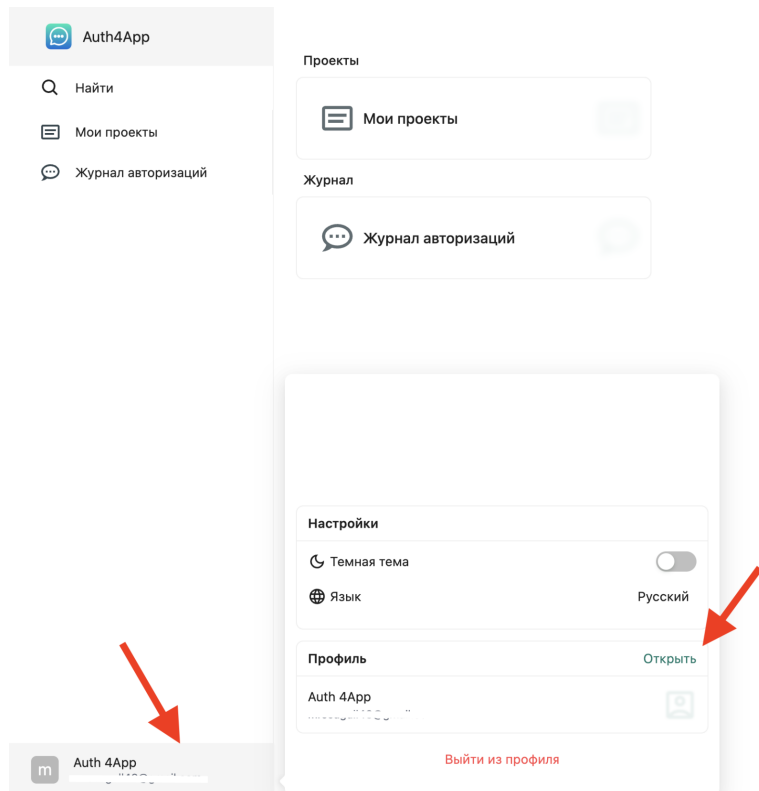 Auth4App
Найти
Мои проекты
Журнал авторизаций
Проекты
Мои проекты
Журнал
Журнал авторизаций
Настройки
Темная тема
Язык
Русский
Профиль
Открыть
Auth 4App
Выйти из профиля
m
Auth 4App